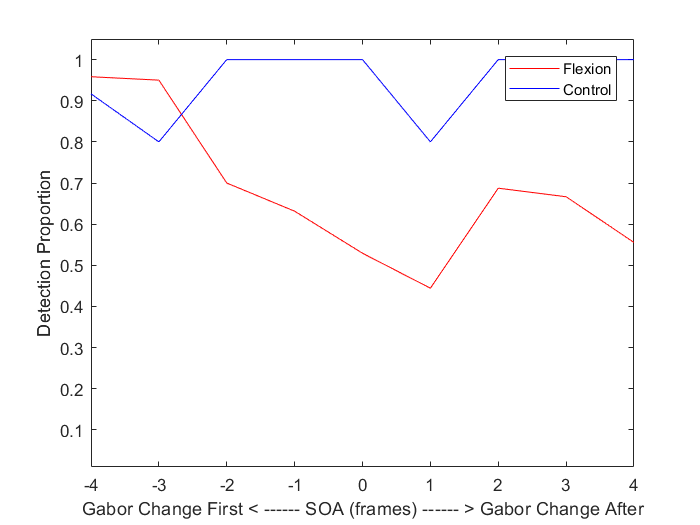 1
0.9
0.8
0.7
0.6
0.5
0.4
0.3
0.2
0.1
Detection Proportion
Flexion
Control
-4 -3 -2 -1 0 1 2 3 4
Gabor Change First < ------ SOA (frames) ------ > Gabor Change After